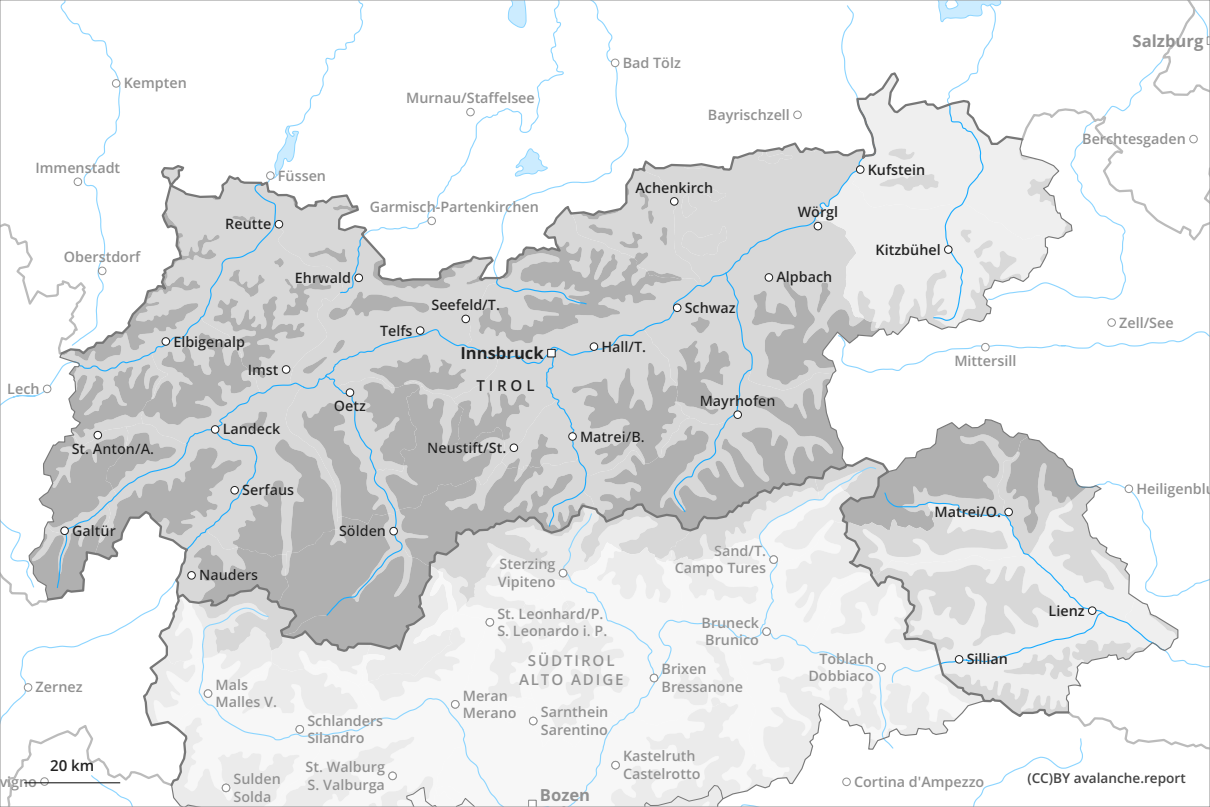 Salzburg
Bad Tölz
Kempten
Murnau/Staffelsee
Bayrischzell
Berchtesgaden
Immenstadt
Füssen
Kufstein
Achenkirch
Garmisch-Partenkirchen
Wörgl
Reutte
Kitzbühel
Oberstdorf
Ehrwald
Alpbach
Seefeld/T.
Schwaz
Zell/See
Telfs
Elbigenalp
Innsbruck
Hall/T.
Mittersill
Imst
TIROL
Lech
Oetz
Mayrhofen
Landeck
Matrei/B.
St. Anton/A.
Neustift/St.
Serfaus
Heiligenblu
Matrei/O.
Galtür
Sölden
Sand/T.
Campo Tures
Sterzing
Vipiteno
Nauders
Lienz
St. Leonhard/P.
S. Leonardo i. P.
Bruneck
Brunico
SÜDTIROL
ALTO ADIGE
Toblach
Dobbiaco
Sillian
Brixen
Bressanone
Zernez
Mals
Malles V.
Meran
Merano
Sarnthein
Sarentino
Schlanders
Silandro
Kastelruth
Castelrotto
St. Walburg
S. Valburga
20 km
vigno
Sulden
Solda
Cortina d'Ampezzo
(CC)BY avalanche.report
Bozen